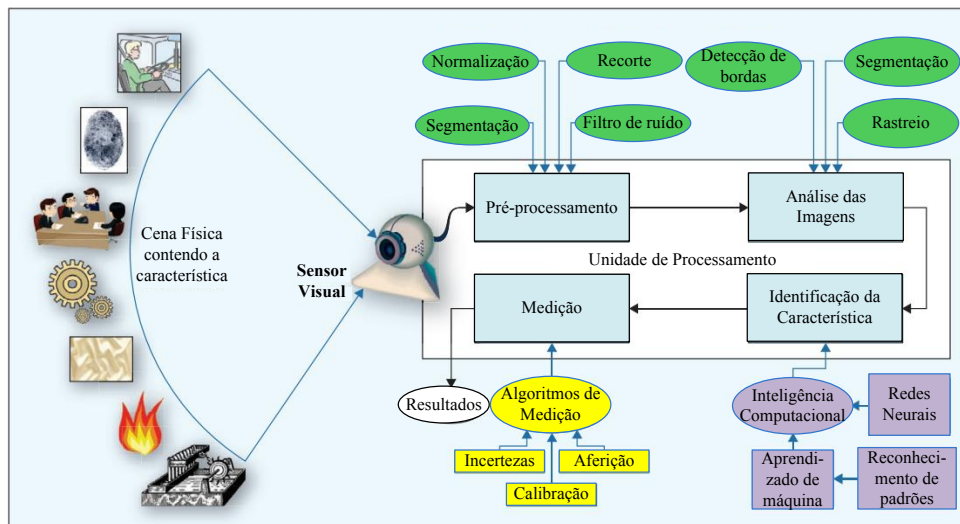 Normalização
Recorte
Detecção de
bordas
Segmentação
Segmentação
Filtro de ruído
Rastreio
Cena Física
contendo a
característica
Sensor
Visual
Pré-processamento
Análise das
Imagens
Unidade de Processamento
Medição
Identificação da
Característica
Resultados
Algoritmos de
Medição
Inteligência
Computacional
Redes
Neurais
Incertezas
Aferição
Calibração
Aprendi-
zado de
máquina
Reconheci-
mento de
padrões